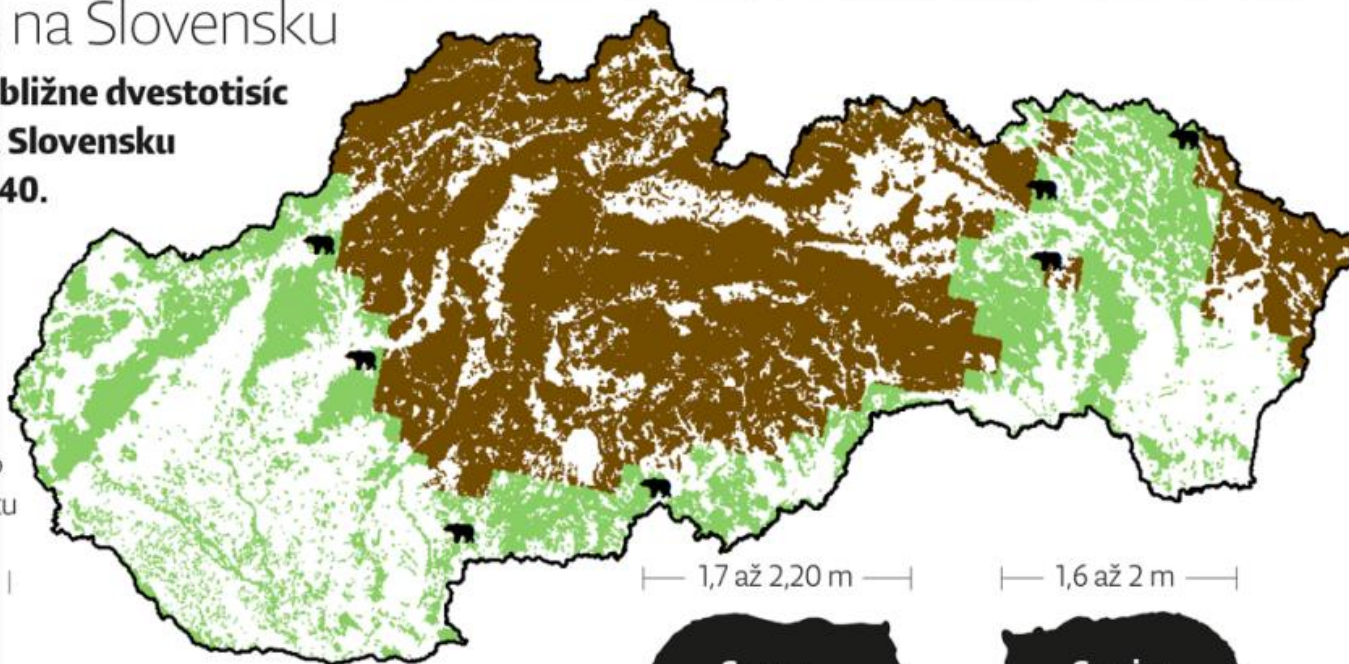 na Slovensku
bližne dvestotisíc
Slovensku
40.
1,7 až 2,20 m
1,6 až 2 m